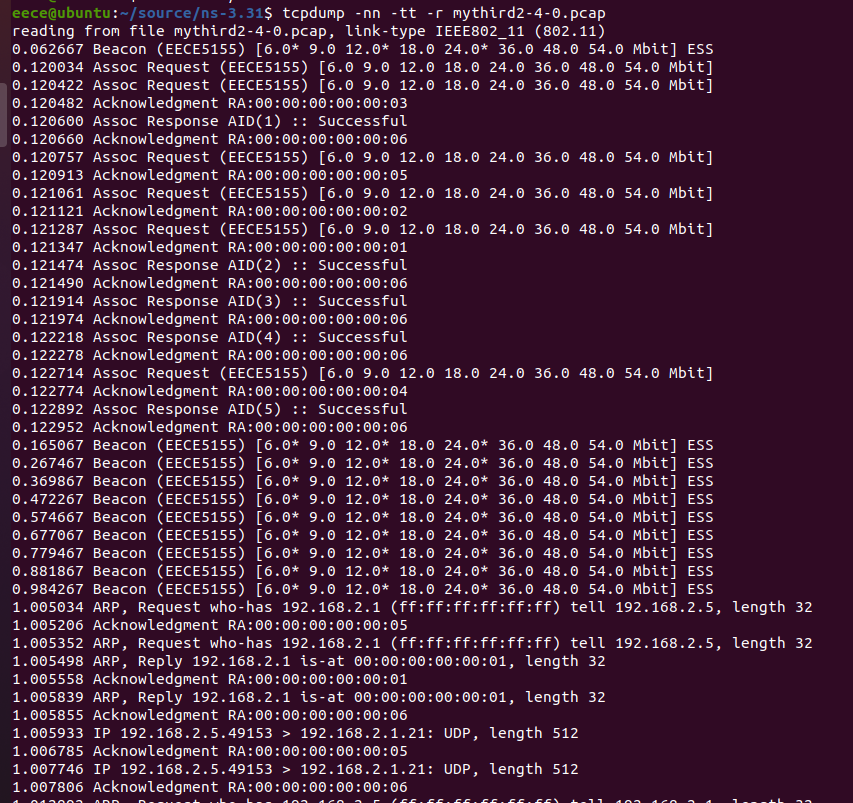 eece@ubuntu:~/source/ns-3.31$ tcpdump -nn -tt -r mythird2-4-0.pcap
reading from file mythird2-4-0.pcap, link-type IEEE802_11 (802.11)
0.062667 Beacon (EECE5155) [6.0* 9.0 12.0* 18.0 24.0* 36.0 48.0 54.0 Mbit] ESS
0.120034 Assoc Request (EECE5155) [6.0 9.0 12.0 18.0 24.0 36.0 48.0 54.0 Mbit]
0.120422 Assoc Request (EECE5155) [6.0 9.0 12.0 18.0 24.0 36.0 48.0 54.0 Mbit]
0.120482 Acknowledgment RA:00:00:00:00:00:03
0.120600 Assoc Response AID(1) :: Successful
0.120660 Acknowledgment RA:00:00:00:00:00:06
0.120757 Assoc Request (EECE5155) [6.0 9.0 12.0 18.0 24.0 36.0 48.0 54.0 Mbit]
0.120913 Acknowledgment RA:00:00:00:00:00:05
0.121061 Assoc Request (EECE5155) [6.0 9.0 12.0 18.0 24.0 36.0 48.0 54.0 Mbit]
0.121121 Acknowledgment RA:00:00:00:00:00:02
0.121287 Assoc Request (EECE5155) [6.0 9.0 12.0 18.0 24.0 36.0 48.0 54.0 Mbit]
0.121347 Acknowledgment RA:00:00:00:00:00:01
0.121474 Assoc Response AID(2) :: Successful
0.121490 Acknowledgment RA:00:00:00:00:00:06
0.121914 Assoc Response AID(3) :: Successful
0.121974 Acknowledgment RA:00:00:00:00:00:06
0.122218 Assoc Response AID(4) :: Successful
0.122278 Acknowledgment RA:00:00:00:00:00:06
0.122714 Assoc Request (EECE5155) [6.0 9.0 12.0 18.0 24.0 36.0 48.0 54.0 Mbit]
0.122774 Acknowledgment RA:00:00:00:00:00:04
0.122892 Assoc Response AID(5) :: Successful
0.122952 Acknowledgment RA:00:00:00:00:00:06
0.165067 Beacon (EECE5155) [6.0* 9.0 12.0* 18.0 24.0* 36.0 48.0 54.0 Mbit] ESS
0.267467 Beacon (EECE5155) [6.0* 9.0 12.0* 18.0 24.0* 36.0 48.0 54.0 Mbit] ESS
0.369867 Beacon (EECE5155) [6.0* 9.0 12.0* 18.0 24.0* 36.0 48.0 54.0 Mbit] ESS
0.472267 Beacon (EECE5155) [6.0* 9.0 12.0* 18.0 24.0* 36.0 48.0 54.0 Mbit] ESS
0.574667 Beacon (EECE5155) [6.0* 9.0 12.0* 18.0 24.0* 36.0 48.0 54.0 Mbit] ESS
0.677067 Beacon (EECE5155) [6.0* 9.0 12.0* 18.0 24.0* 36.0 48.0 54.0 Mbit] ESS
0.779467 Beacon (EECE5155) [6.0* 9.0 12.0* 18.0 24.0* 36.0 48.0 54.0 Mbit] ESS
0.881867 Beacon (EECE5155) [6.0* 9.0 12.0* 18.0 24.0* 36.0 48.0 54.0 Mbit] ESS
0.984267 Beacon (EECE5155) [6.0* 9.0 12.0* 18.0 24.0* 36.0 48.0 54.0 Mbit] ESS
1.005034 ARP, Request who-has 192.168.2.1 (ff:ff:ff:ff:ff:ff) tell 192.168.2.5, length 32
1.005206 Acknowledgment RA:00:00:00:00:00:05
1.005352 ARP, Request who-has 192.168.2.1 (ff:ff:ff:ff:ff:ff) tell 192.168.2.5, length 32
1.005498 ARP, Reply 192.168.2.1 is-at 00:00:00:00:00:01, length 32
1.005558 Acknowledgment RA:00:00:00:00:00:01
1.005839 ARP, Reply 192.168.2.1 is-at 00:00:00:00:00:01, length 32
1.005855 Acknowledgment RA:00:00:00:00:00:06
1.005933 IP 192.168.2.5.49153 > 192.168.2.1.21: UDP, length 512
1.006785 Acknowledgment RA:00:00:00:00:00:05
1.007746 IP 192.168.2.5.49153 > 192.168.2.1.21: UDP, length 512
1.007806 Acknowledgment RA:00:00:00:00:00:06